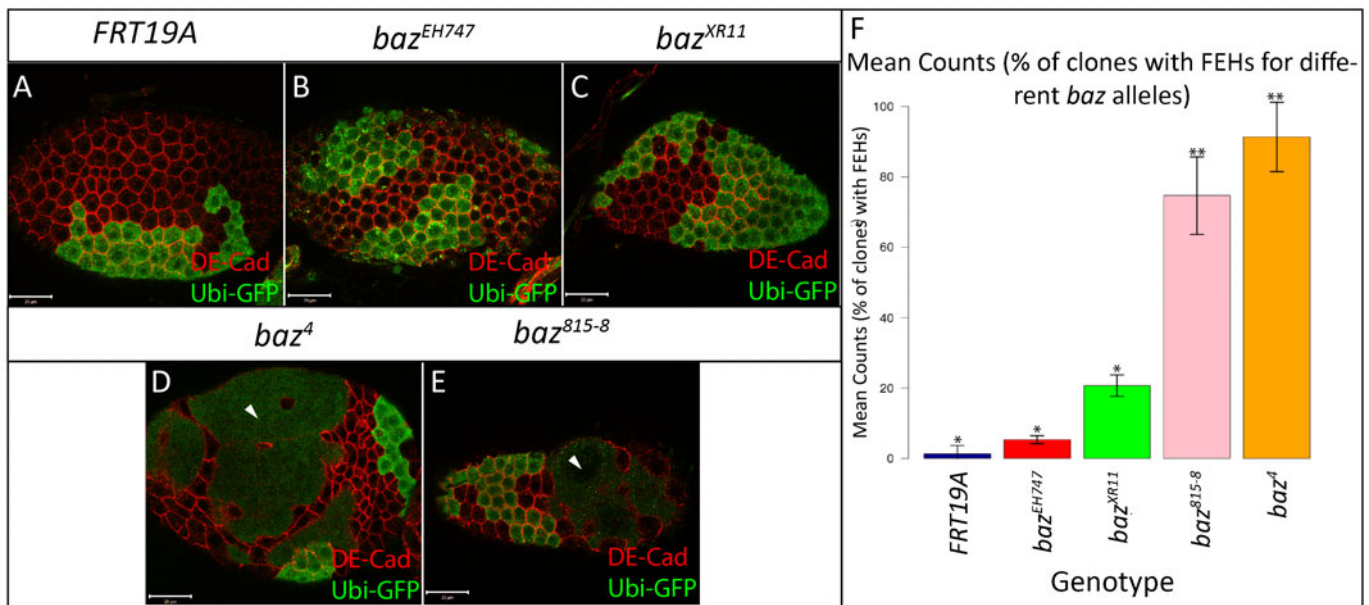 FRT19A
baz^EH747
baz^XR11
A
DE-Cad
Ubi-GFP
B
DE-Cad
Ubi-GFP
C
DE-Cad
Ubi-GFP
baz^4
baz^815-8
D
DE-Cad
Ubi-GFP
E
DE-Cad
Ubi-GFP
F
Mean Counts (% of clones with FEHs for diffe-
rent baz alleles)
Mean Counts (% of clones with FEHs)
100
80
60
40
20
0
*
*
*
**
**
FRT19A
baz^EH747
baz^XR11
baz^815-8
baz^4
Genotype